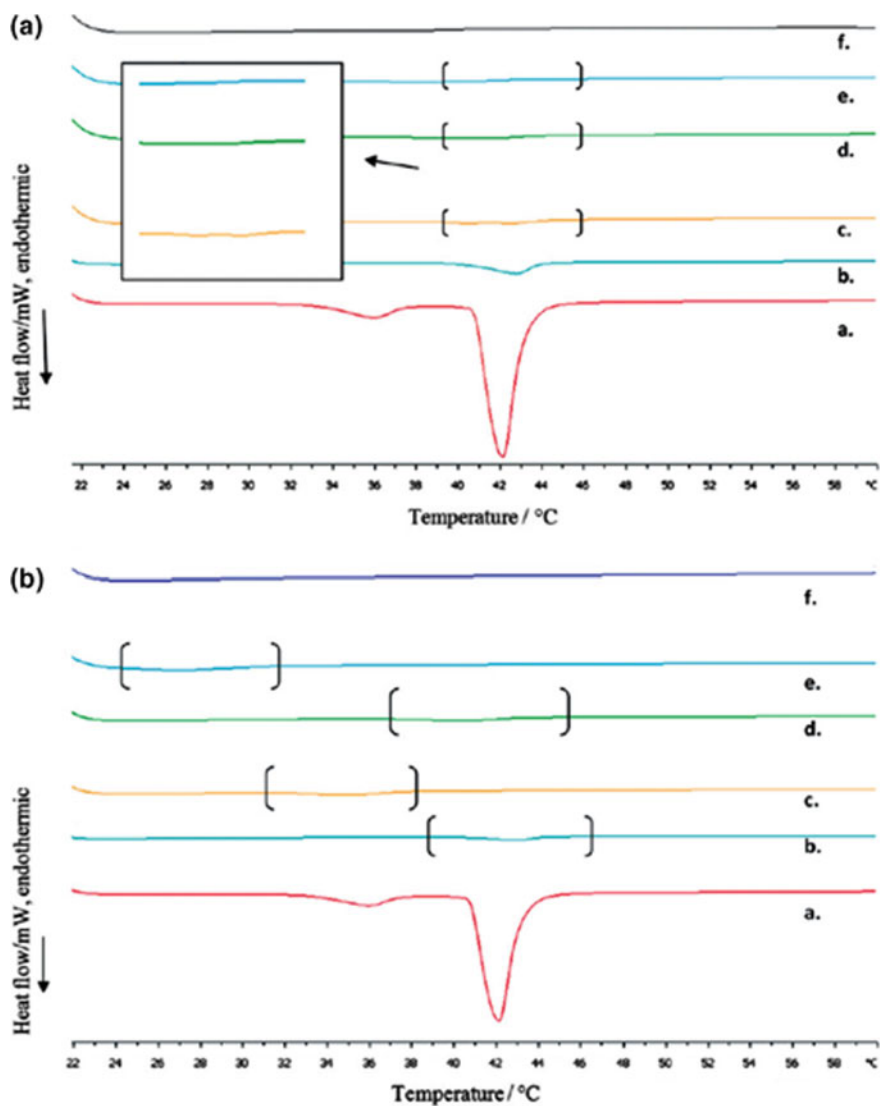 (a)
f.
e.
d.
c.
b.
a.
Heat flow/mW, endothermic
22 24 26 28 30 32 34 36 38 40 42 44 46 48 50 52 54 56 58 °C
Temperature / °C
(b)
f.
e.
d.
c.
b.
a.
Heat flow/mW, endothermic
22 24 26 28 30 32 34 36 38 40 42 44 46 48 50 52 54 56 58 °C
Temperature / °C